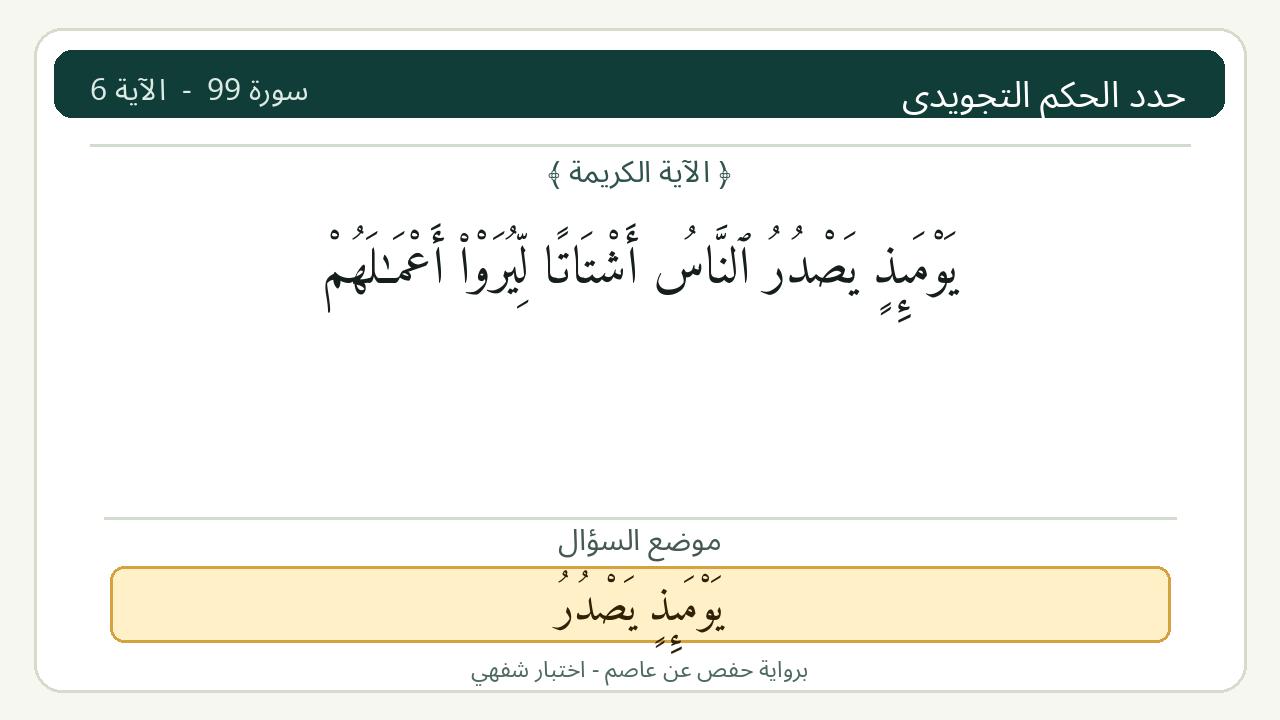 حدد الحكم التجويدى
سورة 99 - الآية 6
﴿ الآية الكريمة ﴾
يَوْمَئِذٍ يَصْدُرُ ٱلنَّاسُ أَشْتَاتًا لِّيُرَوْا۟ أَعْمَـٰلَهُمْ
موضع السؤال
يَوْمَئِذٍ يَصْدُرُ
برواية حفص عن عاصم - اختبار شفهي